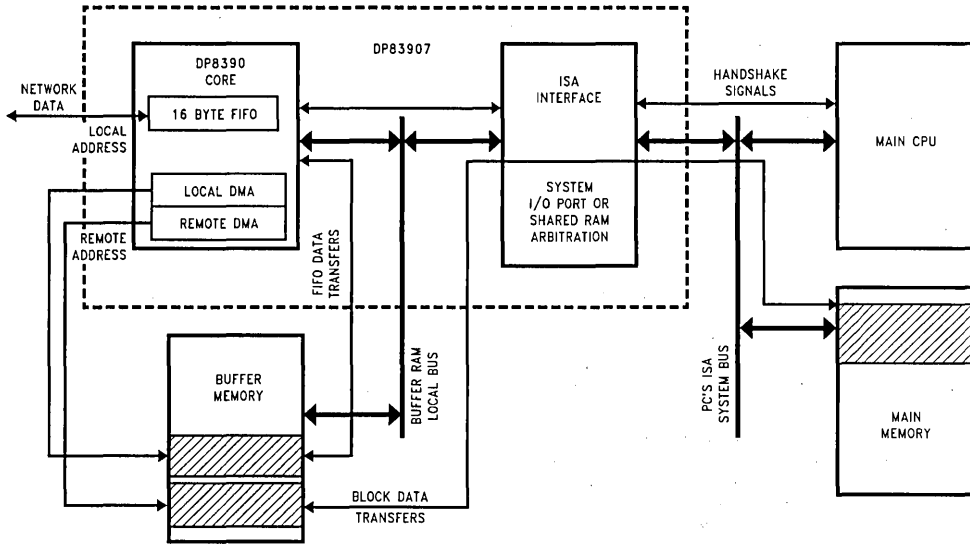 DP83907
DP8390
CORE
NETWORK
DATA
16 BYTE FIFO
LOCAL
ADDRESS
LOCAL DMA
REMOTE DMA
REMOTE
ADDRESS
FIFO DATA
TRANSFERS
ISA
INTERFACE
SYSTEM
I/O PORT OR
SHARED RAM
ARBITRATION
HANDSHAKE
SIGNALS
MAIN CPU
BUFFER
MEMORY
BUFFER RAM
LOCAL BUS
PC'S ISA
SYSTEM BUS
MAIN
MEMORY
BLOCK DATA
TRANSFERS